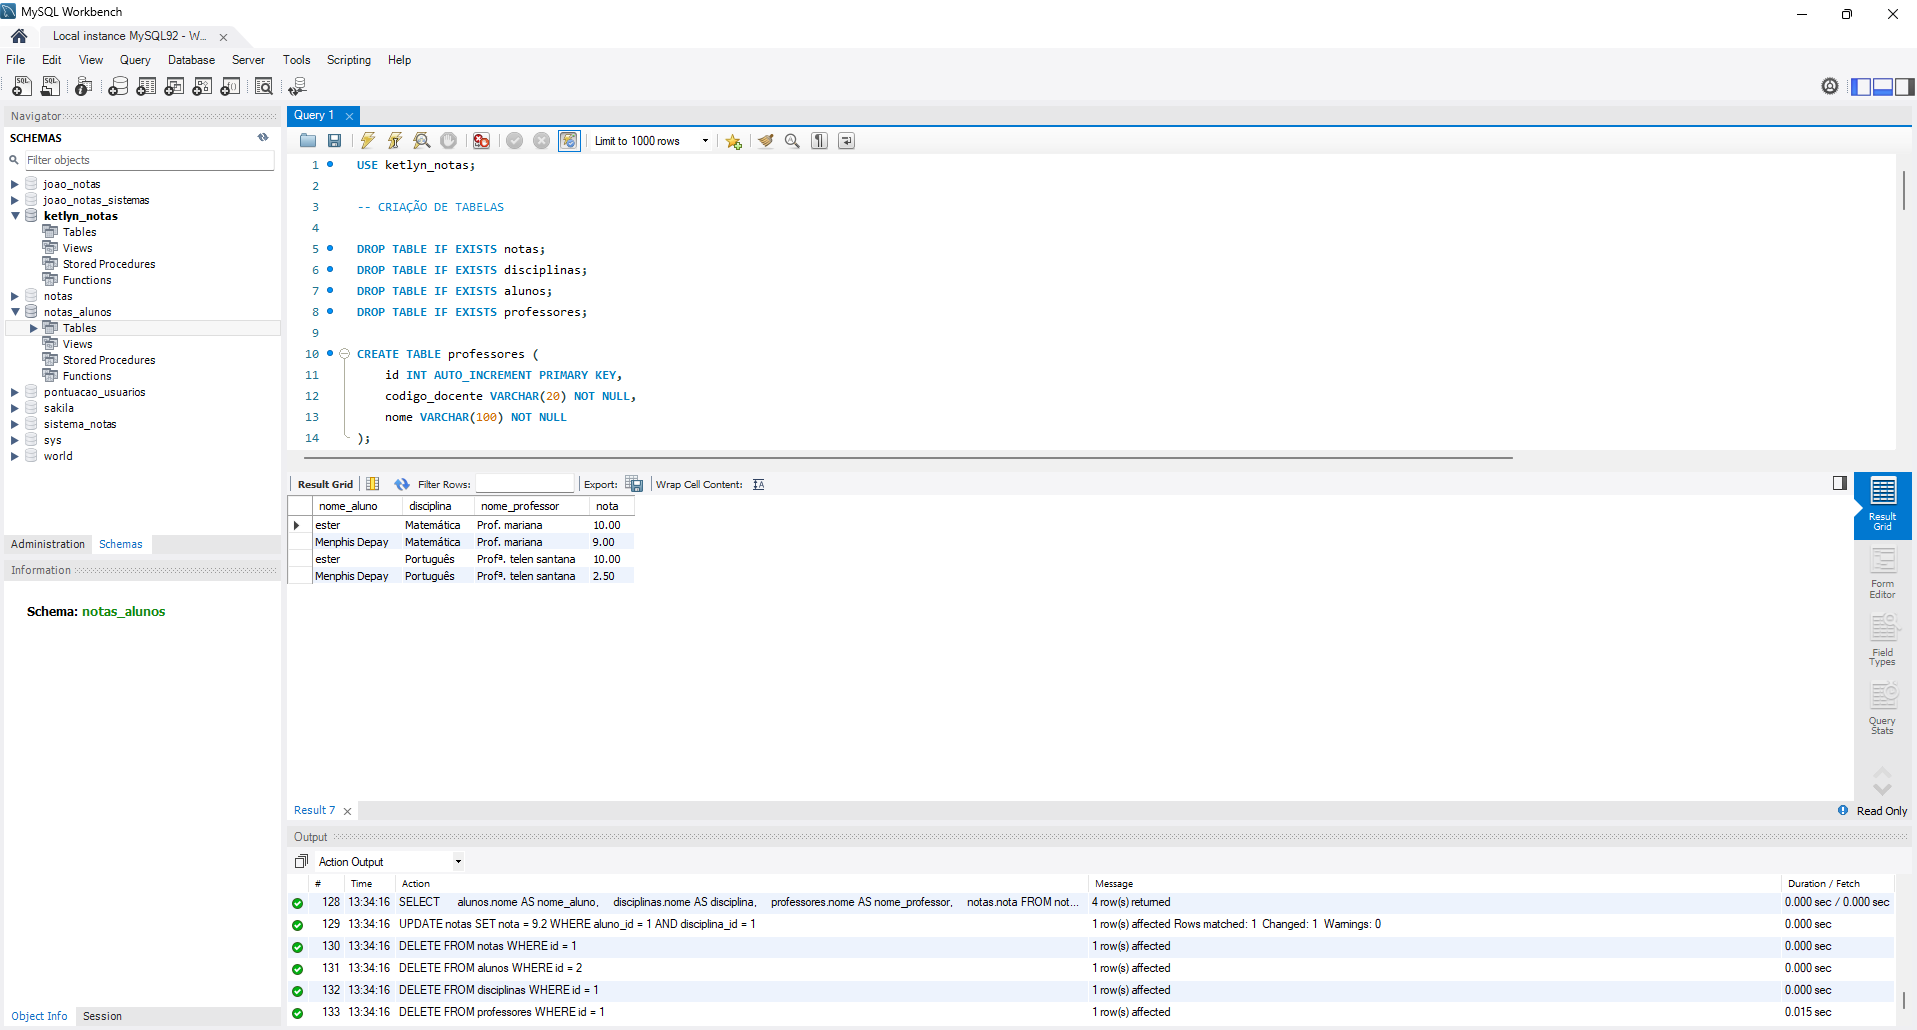 MySQL Workbench
Local instance MySQL92 - W...
File Edit View Query Database Server Tools Scripting Help
Navigator
SCHEMAS
Filter objects
joao_notas
joao_notas_sistemas
ketlyn_notas
Tables
Views
Stored Procedures
Functions
notas
notas_alunos
Tables
Views
Stored Procedures
Functions
pontuacao_usuarios
sakila
sistema_notas
sys
world
Administration Schemas
Information
Schema: notas_alunos
Object Info Session
Query 1
Limit to 1000 rows
1 USE ketlyn_notas;
2
3 -- CRIAÇÃO DE TABELAS
4
5 DROP TABLE IF EXISTS notas;
6 DROP TABLE IF EXISTS disciplinas;
7 DROP TABLE IF EXISTS alunos;
8 DROP TABLE IF EXISTS professores;
9
10 CREATE TABLE professores (
11 id INT AUTO_INCREMENT PRIMARY KEY,
12 codigo_docente VARCHAR(20) NOT NULL,
13 nome VARCHAR(100) NOT NULL
14 );
Result Grid Filter Rows: Export: Wrap Cell Content:
nome_aluno disciplina nome_professor nota
ester Matemática Prof. mariana 10.00
Menphis Depay Matemática Prof. mariana 9.00
ester Português Profª. telen santana 10.00
Menphis Depay Português Profª. telen santana 2.50
Result Grid
Form Editor
Field Types
Query Stats
Result 7
Read Only
Output
Action Output
# Time Action Message Duration / Fetch
128 13:34:16 SELECT alunos.nome AS nome_aluno, disciplinas.nome AS disciplina, professores.nome AS nome_professor, notas.nota FROM not... 4 row(s) returned 0.000 sec / 0.000 sec
129 13:34:16 UPDATE notas SET nota = 9.2 WHERE aluno_id = 1 AND disciplina_id = 1 1 row(s) affected Rows matched: 1 Changed: 1 Warnings: 0 0.000 sec
130 13:34:16 DELETE FROM notas WHERE id = 1 1 row(s) affected 0.000 sec
131 13:34:16 DELETE FROM alunos WHERE id = 2 1 row(s) affected 0.000 sec
132 13:34:16 DELETE FROM disciplinas WHERE id = 1 1 row(s) affected 0.000 sec
133 13:34:16 DELETE FROM professores WHERE id = 1 1 row(s) affected 0.015 sec